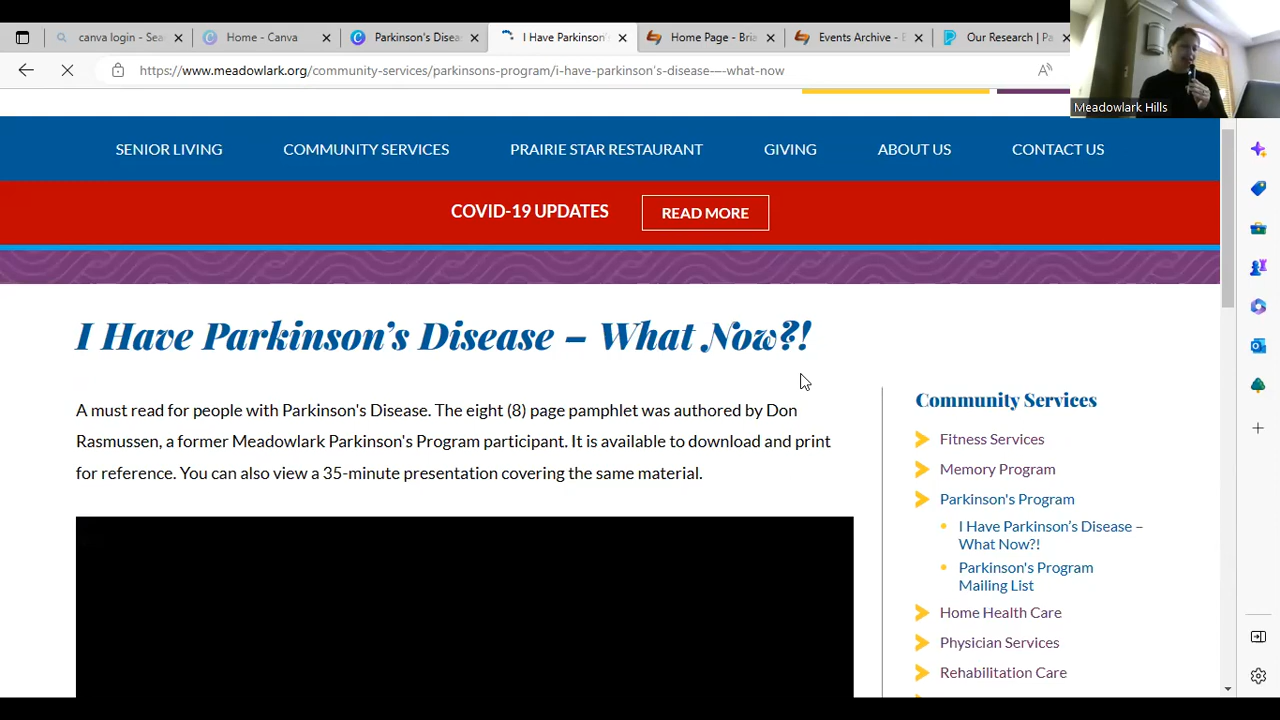 canva login - Sea
Home - Canva
Parkinson's Disea
I Have Parkinson'
Home Page - Bria
Events Archive - E
Our Research | Pa
https://www.meadowlark.org/community-services/parkinsons-program/i-have-parkinson's-disease-–-what-now
Meadowlark Hills
SENIOR LIVING
COMMUNITY SERVICES
PRAIRIE STAR RESTAURANT
GIVING
ABOUT US
CONTACT US
COVID-19 UPDATES
READ MORE
I Have Parkinson's Disease – What Now?!
A must read for people with Parkinson's Disease. The eight (8) page pamphlet was authored by Don
Rasmussen, a former Meadowlark Parkinson's Program participant. It is available to download and print
for reference. You can also view a 35-minute presentation covering the same material.
Community Services
Fitness Services
Memory Program
Parkinson's Program
I Have Parkinson's Disease –
What Now?!
Parkinson's Program
Mailing List
Home Health Care
Physician Services
Rehabilitation Care